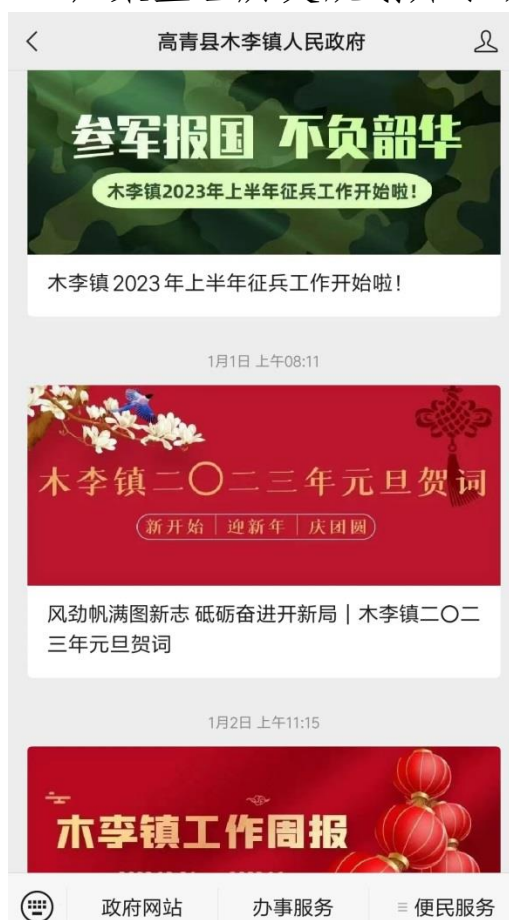 高青县木李镇人民政府
参军报国 不负韶华
木李镇2023年上半年征兵工作开始啦！
木李镇2023年上半年征兵工作开始啦！
1月1日 上午08:11
木李镇二〇二三年元旦贺词
新开始｜迎新年｜庆团圆
风劲帆满图新志 砥砺奋进开新局｜木李镇二〇二
三年元旦贺词
1月2日 上午11:15
木李镇工作周报
政府网站
办事服务
≡ 便民服务